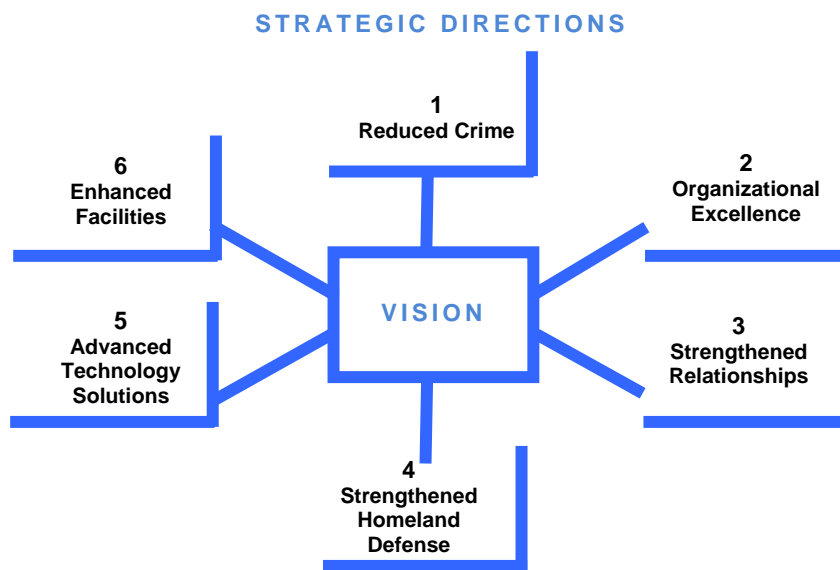 STRATEGIC DIRECTIONS
1
Reduced Crime
2
Organizational
Excellence
3
Strengthened
Relationships
4
Strengthened
Homeland
Defense
5
Advanced
Technology
Solutions
6
Enhanced
Facilities
VISION